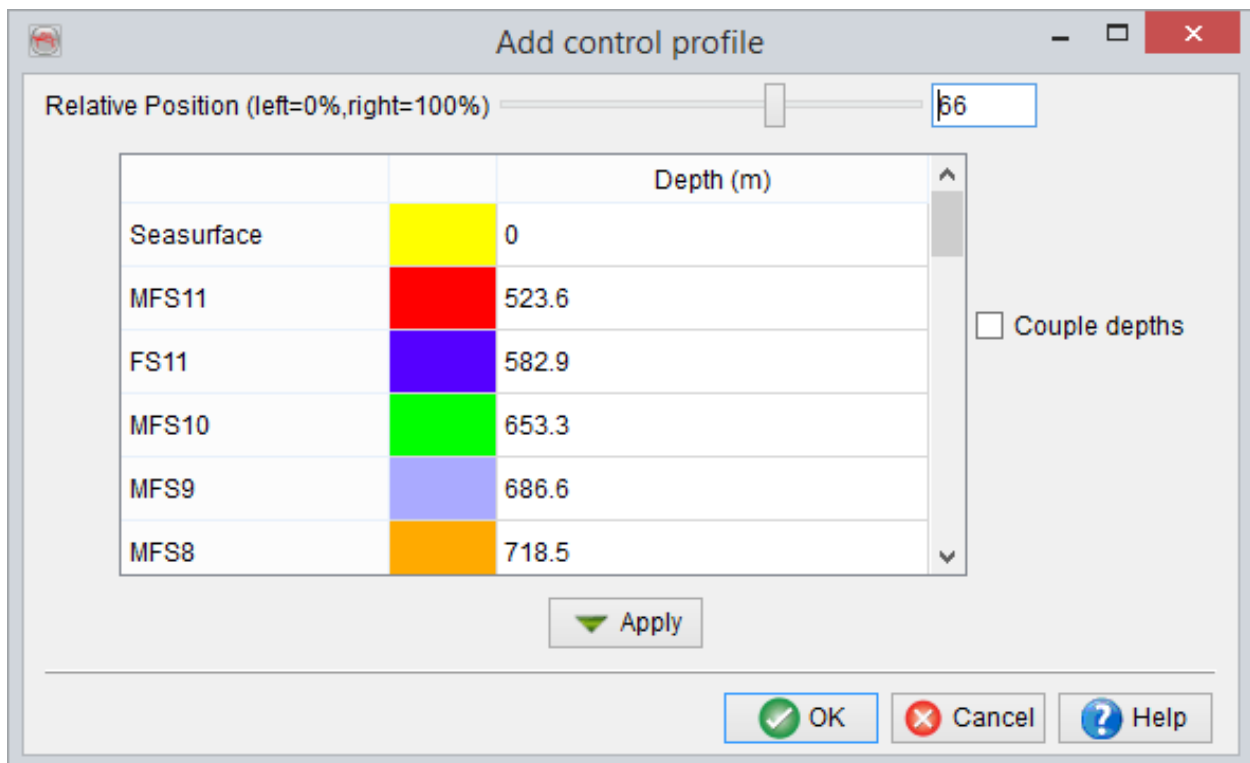 Add control profile
Relative Position (left=0%,right=100%) 66
Depth (m)
Seasurface 0
MFS11 523.6
FS11 582.9
Couple depths
MFS10 653.3
MFS9 686.6
MFS8 718.5
Apply
OK Cancel Help